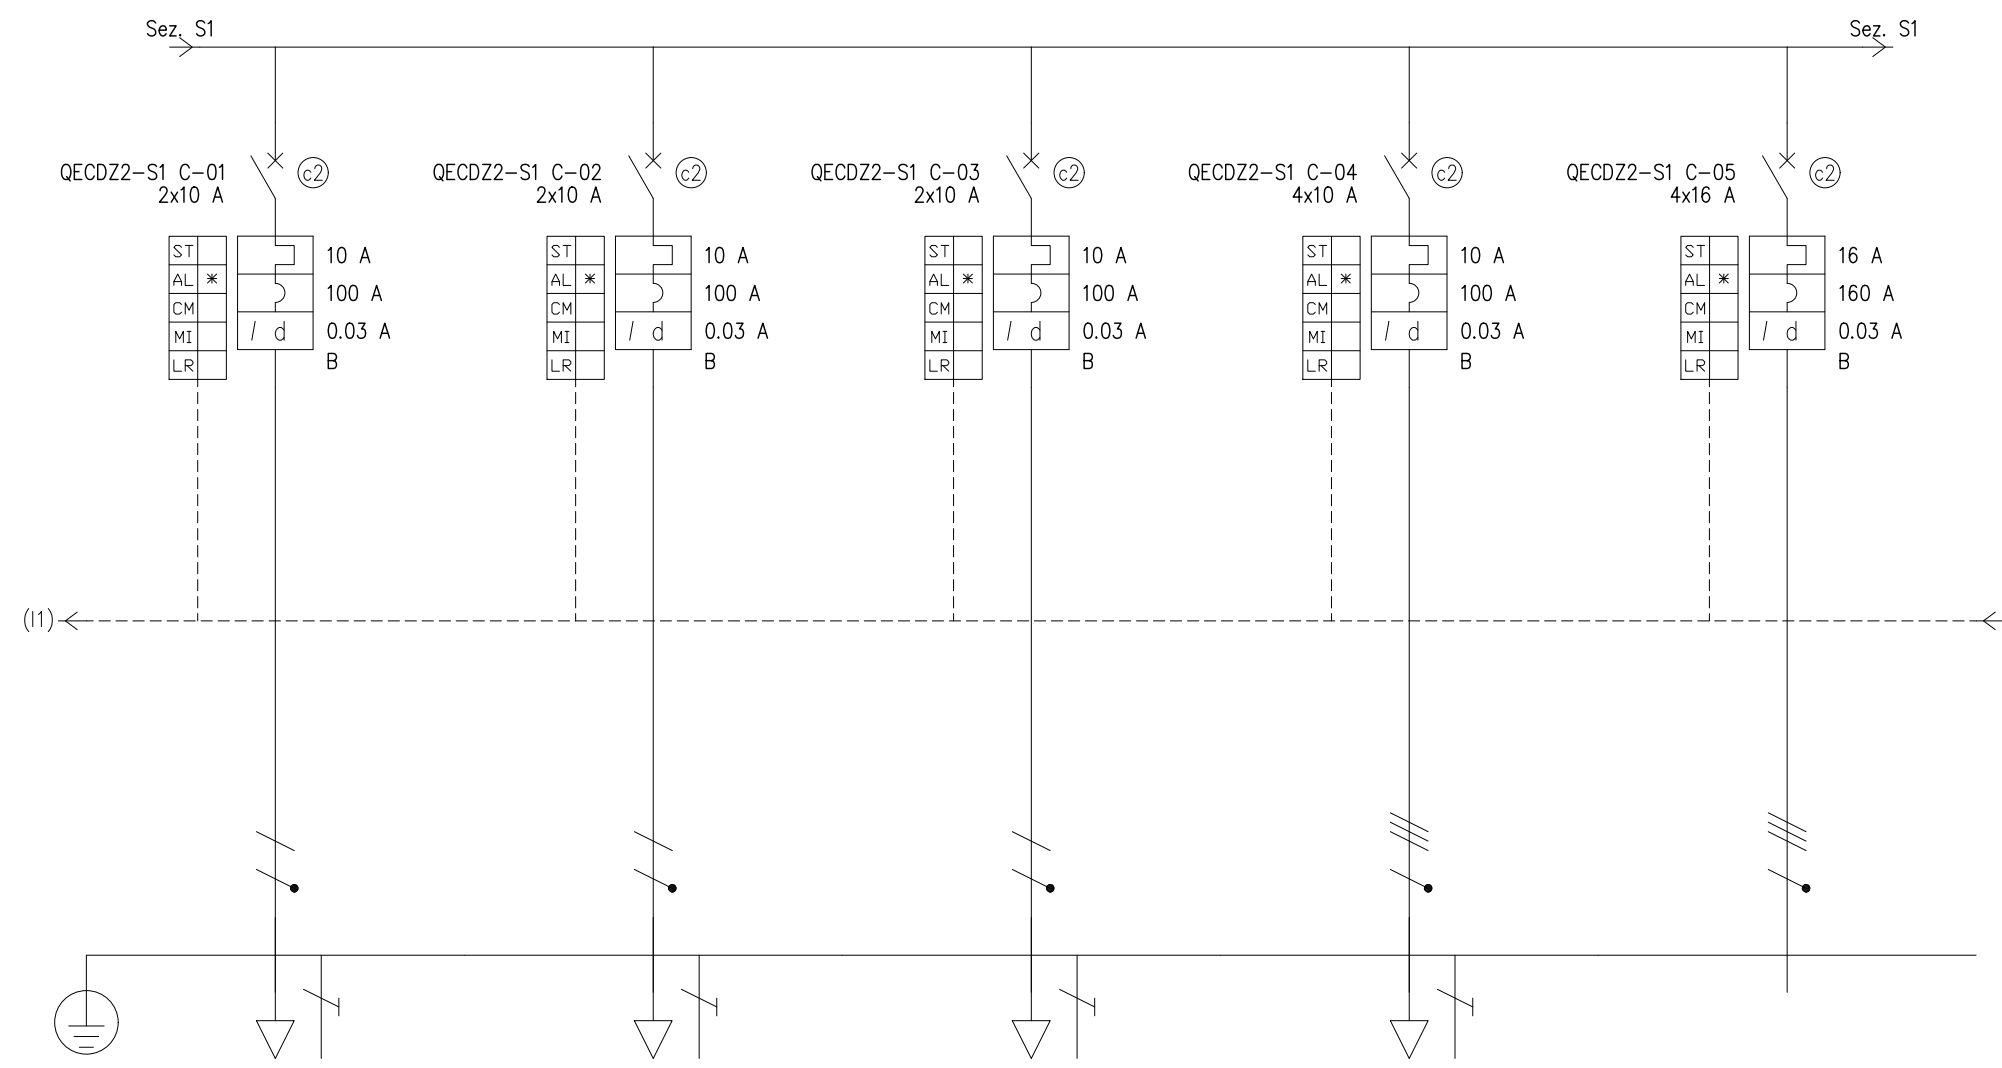 Sez. S1
Sez. S1
QECDZ2-S1 C-01
2x10 A
c2
ST
AL *
CM
MI
LR
10 A
100 A
I d
0.03 A
B
QECDZ2-S1 C-02
2x10 A
c2
ST
AL *
CM
MI
LR
10 A
100 A
I d
0.03 A
B
QECDZ2-S1 C-03
2x10 A
c2
ST
AL *
CM
MI
LR
10 A
100 A
I d
0.03 A
B
QECDZ2-S1 C-04
4x10 A
c2
ST
AL *
CM
MI
LR
10 A
100 A
I d
0.03 A
B
QECDZ2-S1 C-05
4x16 A
c2
ST
AL *
CM
MI
LR
16 A
160 A
I d
0.03 A
B
(I1)